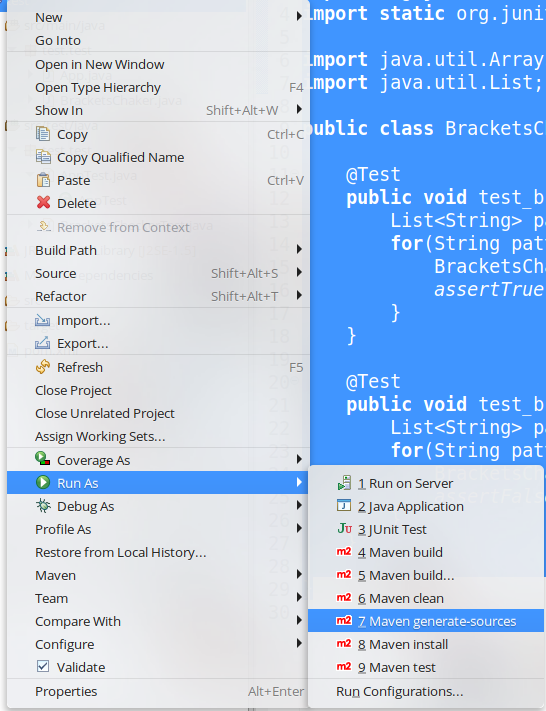 New
Go Into
Open in New Window
Open Type Hierarchy F4
Show In Shift+Alt+W
Copy Ctrl+C
Copy Qualified Name
Paste Ctrl+V
Delete
Remove from Context
Build Path
Source Shift+Alt+S
Refactor Shift+Alt+T
Import...
Export...
Refresh F5
Close Project
Close Unrelated Project
Assign Working Sets...
Coverage As
Run As
Debug As
Profile As
Restore from Local History...
Maven
Team
Compare With
Configure
Validate
Properties Alt+Enter
import static org.juni
import java.util.Array
import java.util.List;
public class BracketsC
@Test
public void test_b
List<String> pa
for(String pat
BracketsCha
assertTrue
}
}
@Test
public void test_b
List<String> pa
for(String pat
1 Run on Server
2 Java Application
3 JUnit Test
m2 4 Maven build
m2 5 Maven build...
m2 6 Maven clean
m2 7 Maven generate-sources
m2 8 Maven install
m2 9 Maven test
Run Configurations...